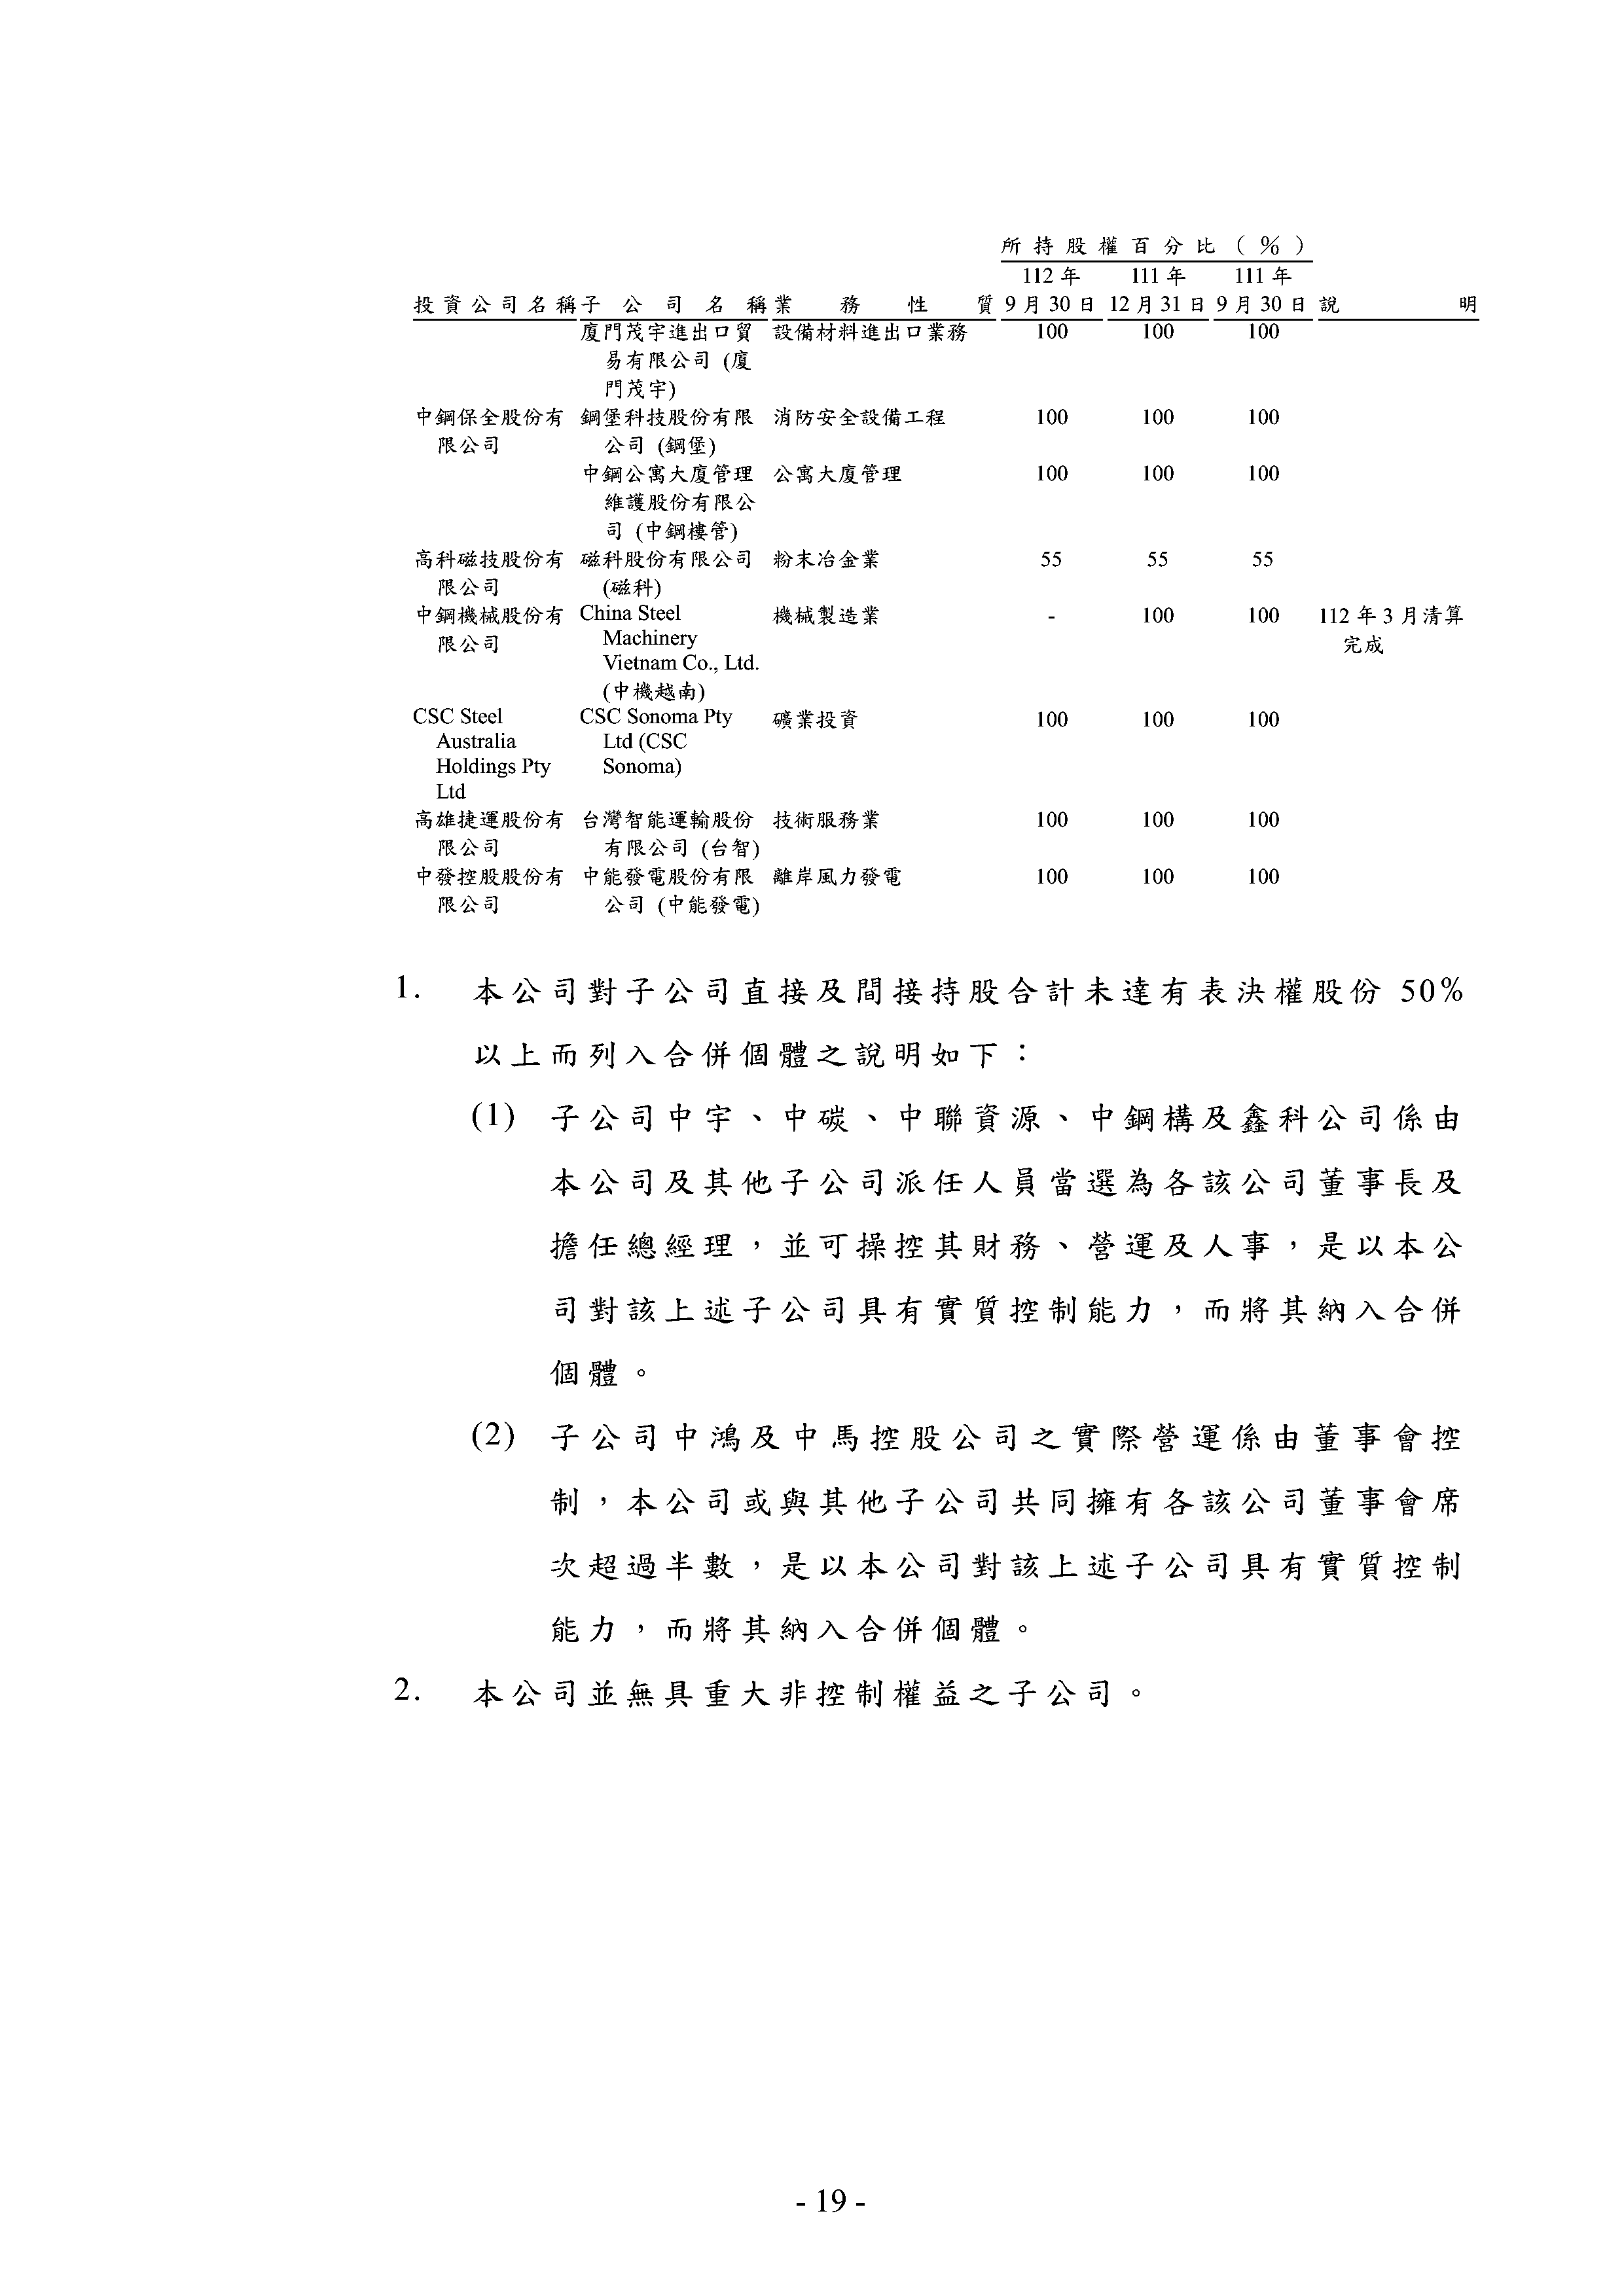 所持股權百分比（%）
112年 111年 111年
投資公司名稱 子公司名稱 業務性質 9月30日 12月31日 9月30日 說明
廈門茂宇進出口貿 設備材料進出口業務 100 100 100
易有限公司 (廈
門茂宇)
中鋼保全股份有 鋼堡科技股份有限 消防安全設備工程 100 100 100
限公司 公司 (鋼堡)
中鋼公寓大廈管理 公寓大廈管理 100 100 100
維護股份有限公
司 (中鋼樓管)
高科磁技股份有 磁科股份有限公司 粉末冶金業 55 55 55
限公司 (磁科)
中鋼機械股份有 China Steel 機械製造業 - 100 100 112年3月清算
限公司 Machinery 完成
Vietnam Co., Ltd.
(中機越南)
CSC Steel CSC Sonoma Pty 礦業投資 100 100 100
Australia Ltd (CSC
Holdings Pty Sonoma)
Ltd
高雄捷運股份有 台灣智能運輸股份 技術服務業 100 100 100
限公司 有限公司 (台智)
中發控股股份有 中能發電股份有限 離岸風力發電 100 100 100
限公司 公司 (中能發電)
1. 本公司對子公司直接及間接持股合計未達有表決權股份 50%
以上而列入合併個體之說明如下：
(1) 子公司中宇、中碳、中聯資源、中鋼構及鑫科公司係由
本公司及其他子公司派任人員當選為各該公司董事長及
擔任總經理，並可操控其財務、營運及人事，是以本公
司對該上述子公司具有實質控制能力，而將其納入合併
個體。
(2) 子公司中鴻及中馬控股公司之實際營運係由董事會控
制，本公司或與其他子公司共同擁有各該公司董事會席
次超過半數，是以本公司對該上述子公司具有實質控制
能力，而將其納入合併個體。
2. 本公司並無具重大非控制權益之子公司。
- 19 -